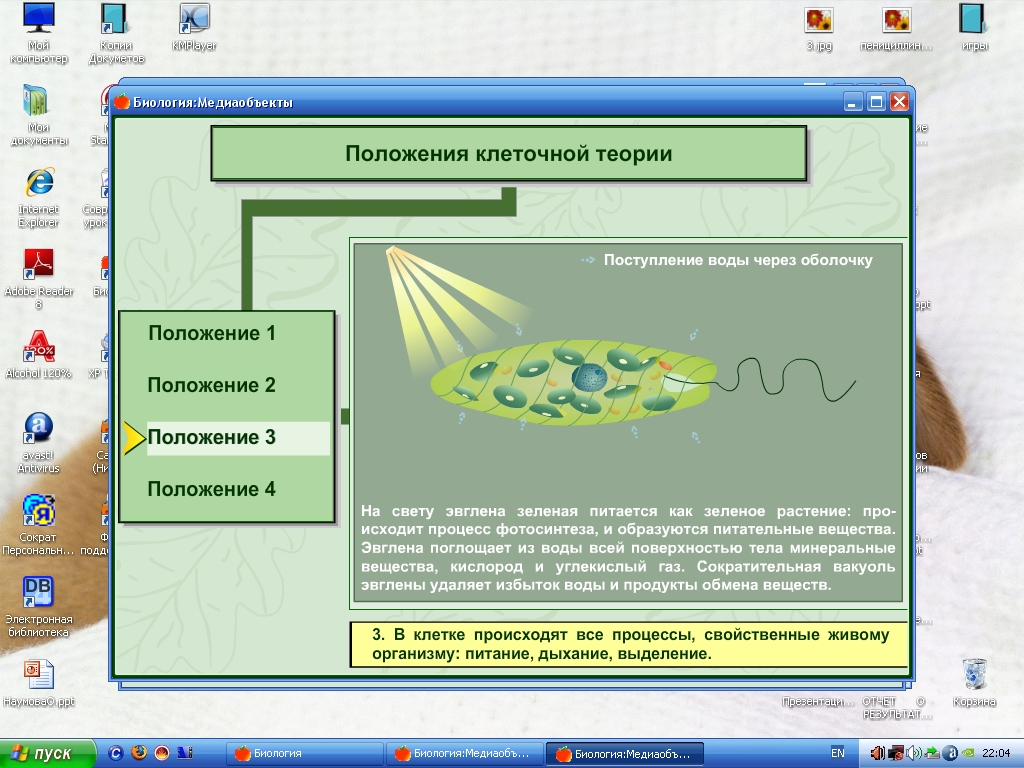 Мой
компьютер
Копии
Документов
KMPlayer
3.jpg
пенициллин...
игры
Мои
документы
Internet
Explorer
Adobe Reader
8
Alcohol 120%
avast!
Antivirus
Сократ
Персональн...
Электронная
библиотека
НаумоваО.ppt
Биология:Медиаобъекты
Положения клеточной теории
Положение 1
Положение 2
Положение 3
Положение 4
Поступление воды через оболочку
На свету эвглена зеленая питается как зеленое растение: про-
исходит процесс фотосинтеза, и образуются питательные вещества.
Эвглена поглощает из воды всей поверхностью тела минеральные
вещества, кислород и углекислый газ. Сократительная вакуоль
эвглены удаляет избыток воды и продукты обмена веществ.
3. В клетке происходят все процессы, свойственные живому
организму: питание, дыхание, выделение.
Презентаци...
ОТЧЕТ О
РЕЗУЛЬТАТ...
Корзина
пуск
Биология
Биология:Медиаобъ...
Биология:Медиаобъ...
EN
22:04